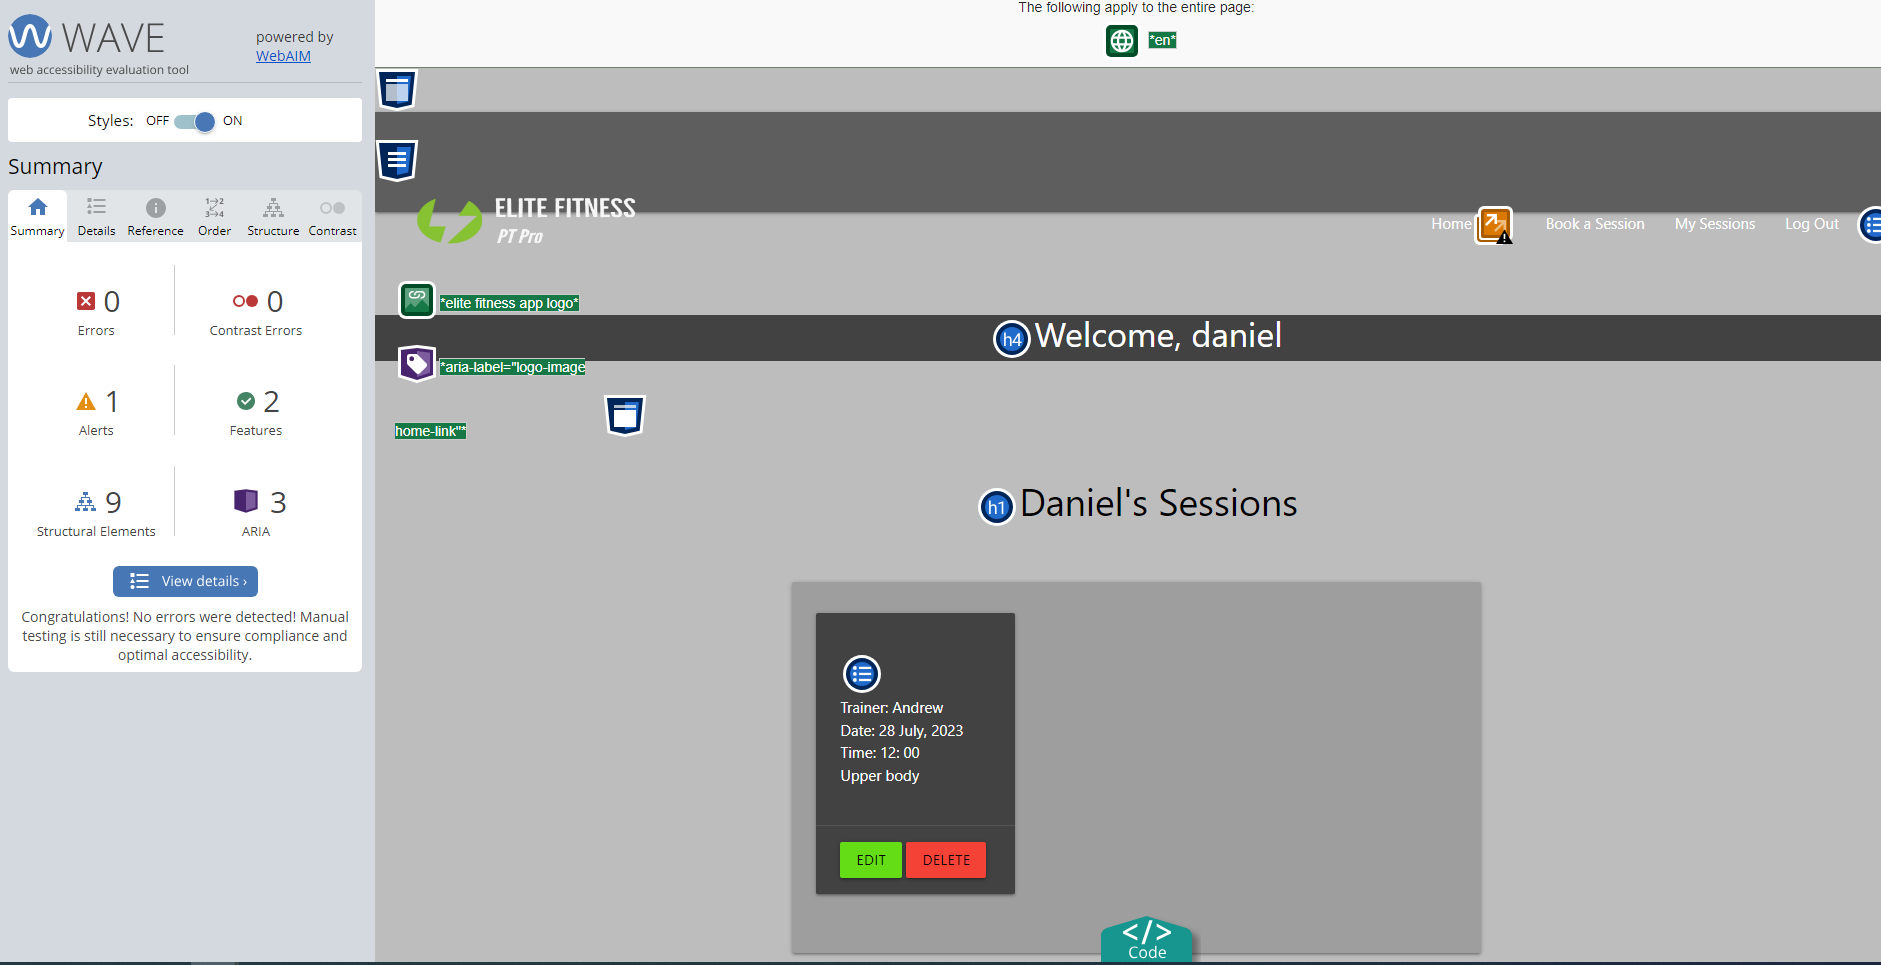 WAVE
web accessibility evaluation tool
powered by
WebAIM
Styles: OFF ON
Summary
Summary Details Reference Order Structure Contrast
0
Errors
0
Contrast Errors
1
Alerts
2
Features
9
Structural Elements
3
ARIA
View details ›
Congratulations! No errors were detected! Manual
testing is still necessary to ensure compliance and
optimal accessibility.
The following apply to the entire page:
*en*
ELITE FITNESS
PT Pro
Home Book a Session My Sessions Log Out
*elite fitness app logo*
h4 Welcome, daniel
*aria-label="logo-image
home-link"*
h1 Daniel's Sessions
Trainer: Andrew
Date: 28 July, 2023
Time: 12: 00
Upper body
EDIT DELETE
</>
Code